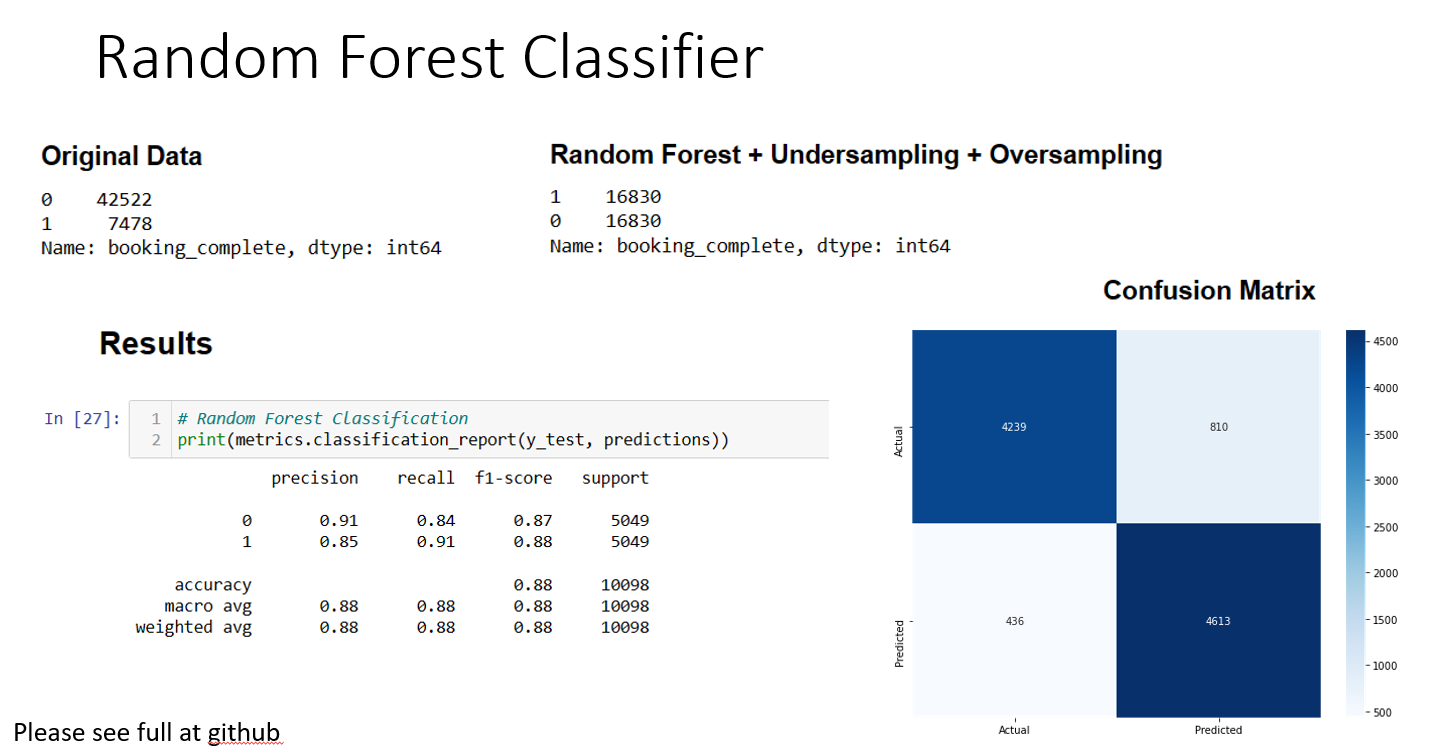 Random Forest Classifier
Original Data
0    42522
1     7478
Name: booking_complete, dtype: int64
Random Forest + Undersampling + Oversampling
1    16830
0    16830
Name: booking_complete, dtype: int64
Results
In [27]:
1 # Random Forest Classification
2 print(metrics.classification_report(y_test, predictions))
precision    recall  f1-score   support
0       0.91      0.84      0.87      5049
1       0.85      0.91      0.88      5049
accuracy                           0.88     10098
macro avg       0.88      0.88      0.88     10098
weighted avg       0.88      0.88      0.88     10098
Confusion Matrix
Actual
4239 810
Predicted
436 4613
Actual Predicted
4500
4000
3500
3000
2500
2000
1500
1000
500
Please see full at github